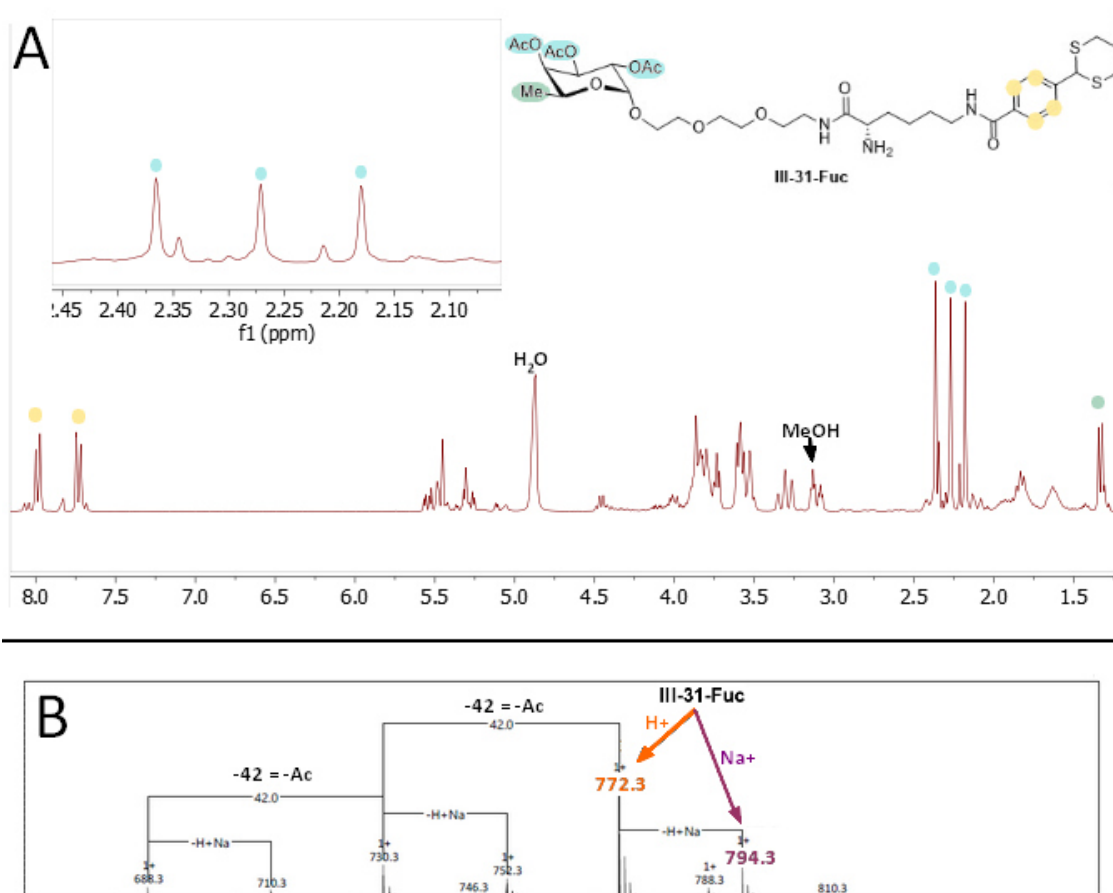 A
AcO
AcO
OAc
Me
O
O
O
O
N
H
O
NH₂
H
N
O
S
S
III-31-Fuc
2.40 2.35 2.30 2.25 2.20 2.15 2.10
f1 (ppm)
H₂O
MeOH
8.0 7.5 7.0 6.5 6.0 5.5 5.0 4.5 4.0 3.5 3.0 2.5 2.0 1.5
B
III-31-Fuc
-42 = -Ac
42.0
H+
Na+
1+
772.3
-42 = -Ac
42.0
-H+Na
-H+Na
-H+Na
1+
688.3
710.3
1+
730.3
1+
752.3
746.3
1+
788.3
1+
794.3
810.3